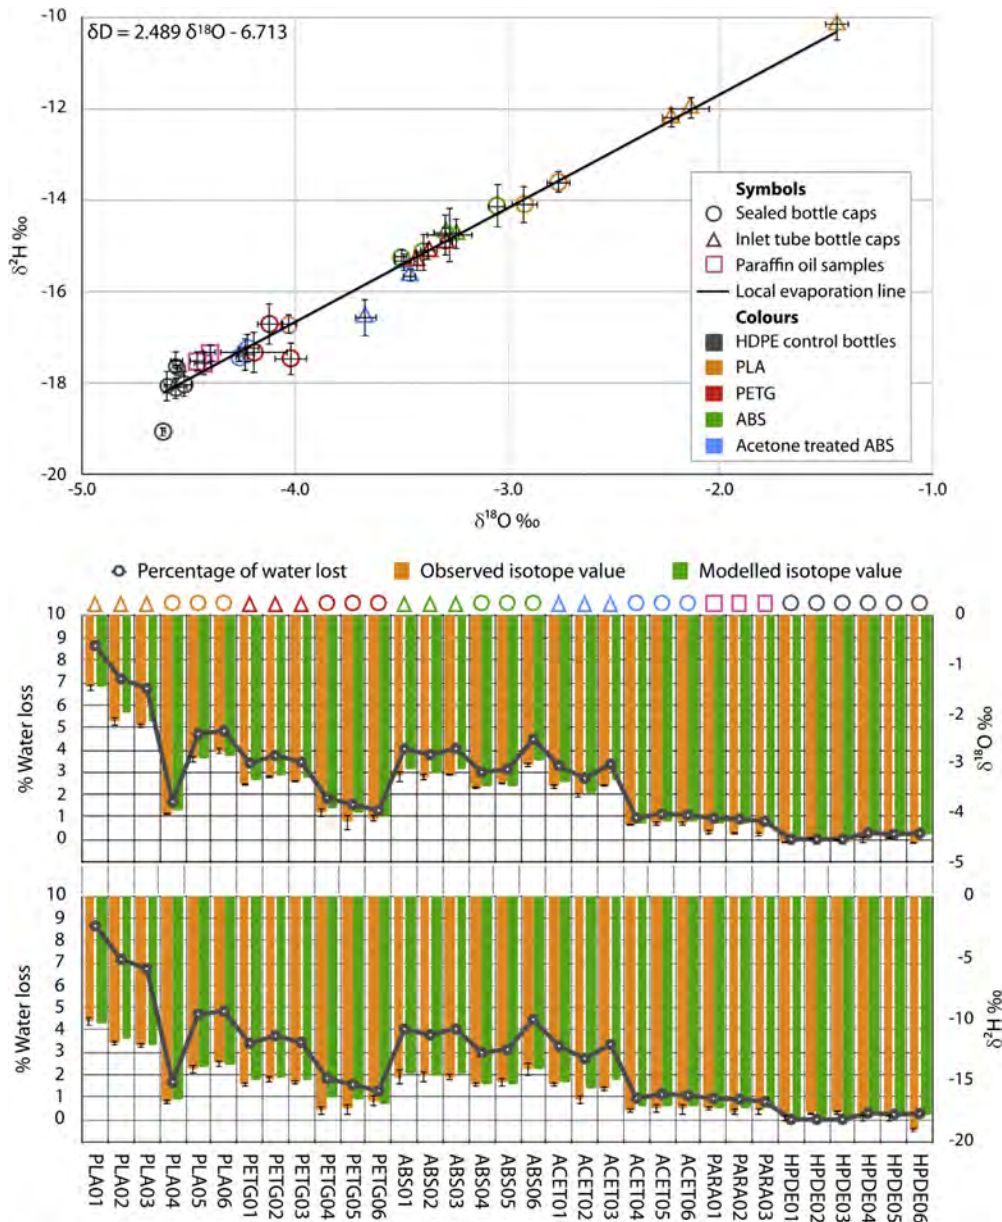 δD = 2.489 δ¹⁸O - 6.713
-10
-12
-14
-16
-18
-20
δ²H ‰
-5.0 -4.0 -3.0 -2.0 -1.0
δ¹⁸O ‰
Symbols
Sealed bottle caps
Inlet tube bottle caps
Paraffin oil samples
Local evaporation line
Colours
HDPE control bottles
PLA
PETG
ABS
Acetone treated ABS
Percentage of water lost Observed isotope value Modelled isotope value
10
9
8
7
6
5
4
3
2
1
0
% Water loss
0
-1
-2
-3
-4
-5
δ¹⁸O ‰
10
9
8
7
6
5
4
3
2
1
0
% Water loss
0
-5
-10
-15
-20
δ²H ‰
PLA01 PLA02 PLA03 PLA04 PLA05 PLA06 PETG01 PETG02 PETG03 PETG04 PETG05 PETG06 ABS01 ABS02 ABS03 ABS04 ABS05 ABS06 ACET01 ACET02 ACET03 ACET04 ACET05 ACET06 PARA01 PARA02 PARA03 HPDE01 HPDE02 HPDE03 HPDE04 HPDE05 HPDE06